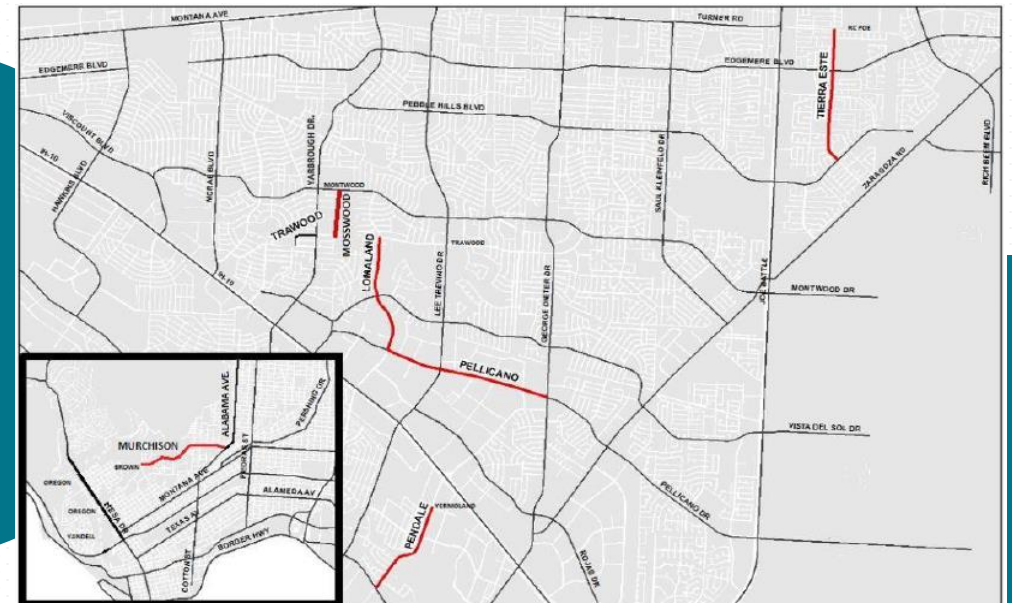 MONTANA AVE
TURNER RD
RC POE
EDGEMERE BLVD
EDGEMERE BLVD
TIERRA ESTE
PEBBLE HILLS BLVD
VISCOUNT BLVD
IH-10
HAWKINS BLVD
MCRAE BLVD
YARBROUGH DR.
SAUL KLEINFELD DR
ZARAGOZA RD
RICH BEEM BLVD
MONTWOOD
TRAWOOD
MOSSWOOD
LOMALAND
TRAWOOD
LEE TREVINO DR
GEORGE DIETER DR
JOE BATTLE
MONTWOOD DR
IH-10
PELLICANO
VISTA DEL SOL DR
PELLICANO DR
PENDALE
VERMGLAND
ROJAS DR
ALABAMA AVE.
PERSHING DR
MURCHISON
BROWN
PIEDRAS ST
MONTANA AVE
ALAMEDA AV
OREGON
OREGON
MESA DR
TEXAS AV
YANDELL
BORDER HWY
COTTON ST